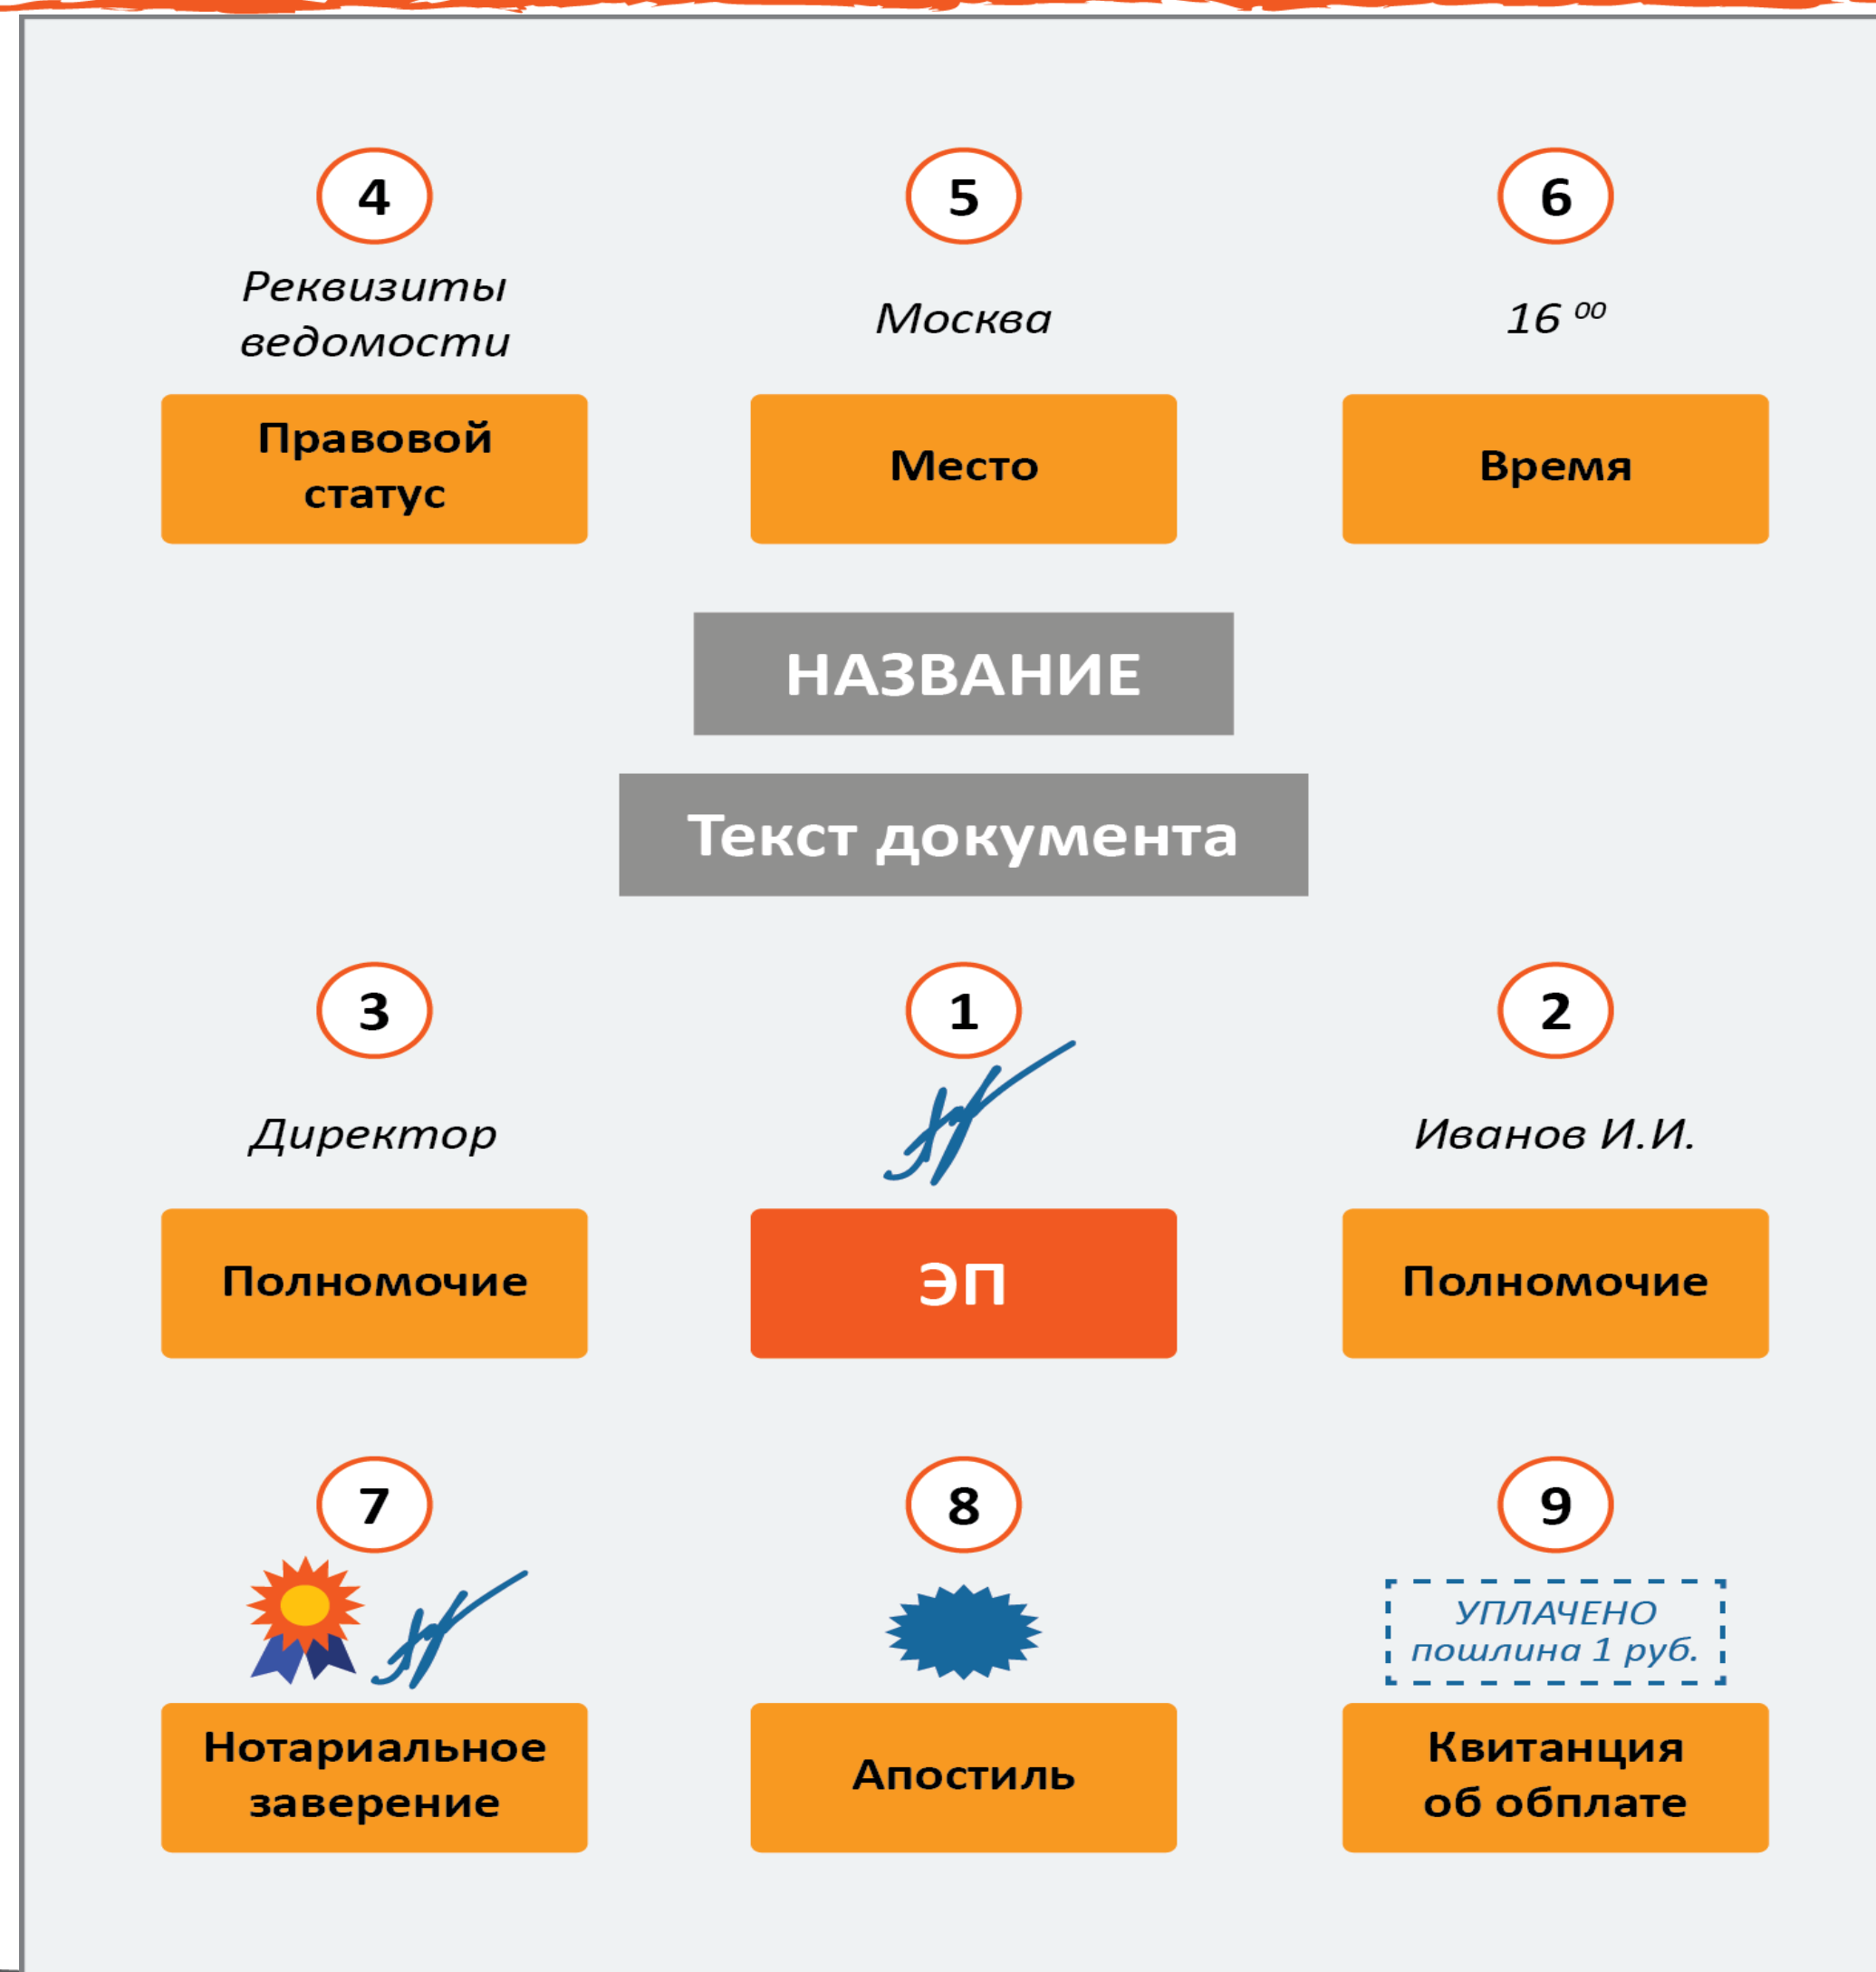 4
5
6
Реквизиты
ведомости
Москва
16 00
Правовой
статус
Место
Время
НАЗВАНИЕ
Текст документа
3
1
2
Директор
Иванов И.И.
Полномочие
ЭП
Полномочие
7
8
9
УПЛАЧЕНО
пошлина 1 руб.
Нотариальное
заверение
Апостиль
Квитанция
об обплате